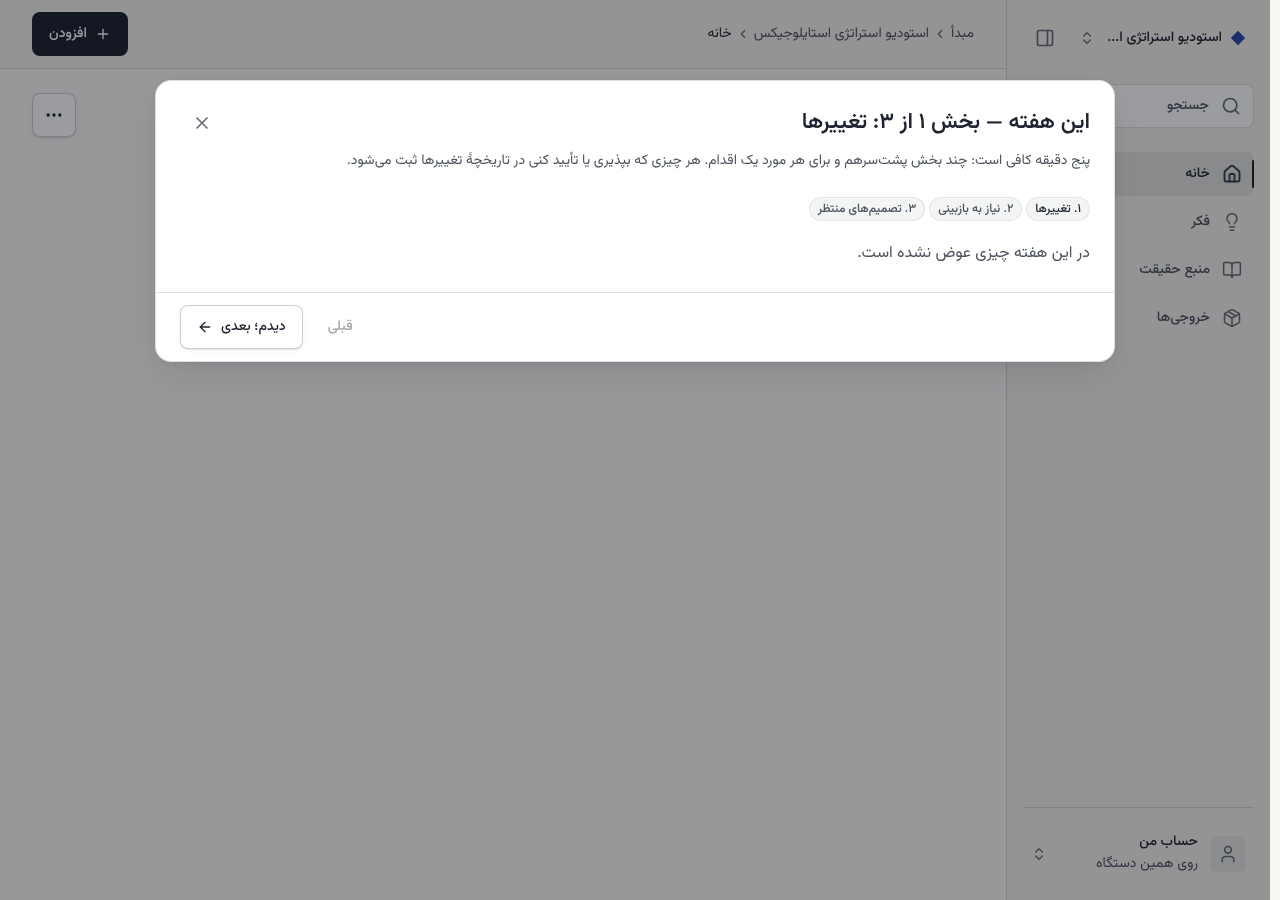 استودیو استراتژی ا...
مبدأ › استودیو استراتژی استایلوجیکس › خانه
افزودن
جستجو
خانه
فکر
منبع حقیقت
خروجی‌ها
این هفته — بخش ۱ از ۳: تغییرها
پنج دقیقه کافی است: چند بخش پشت‌سرهم و برای هر مورد یک اقدام. هر چیزی که بپذیری یا تأیید کنی در تاریخچهٔ تغییرها ثبت می‌شود.
۱. تغییرها
۲. نیاز به بازبینی
۳. تصمیم‌های منتظر
در این هفته چیزی عوض نشده است.
قبلی
دیدم؛ بعدی
حساب من
روی همین دستگاه